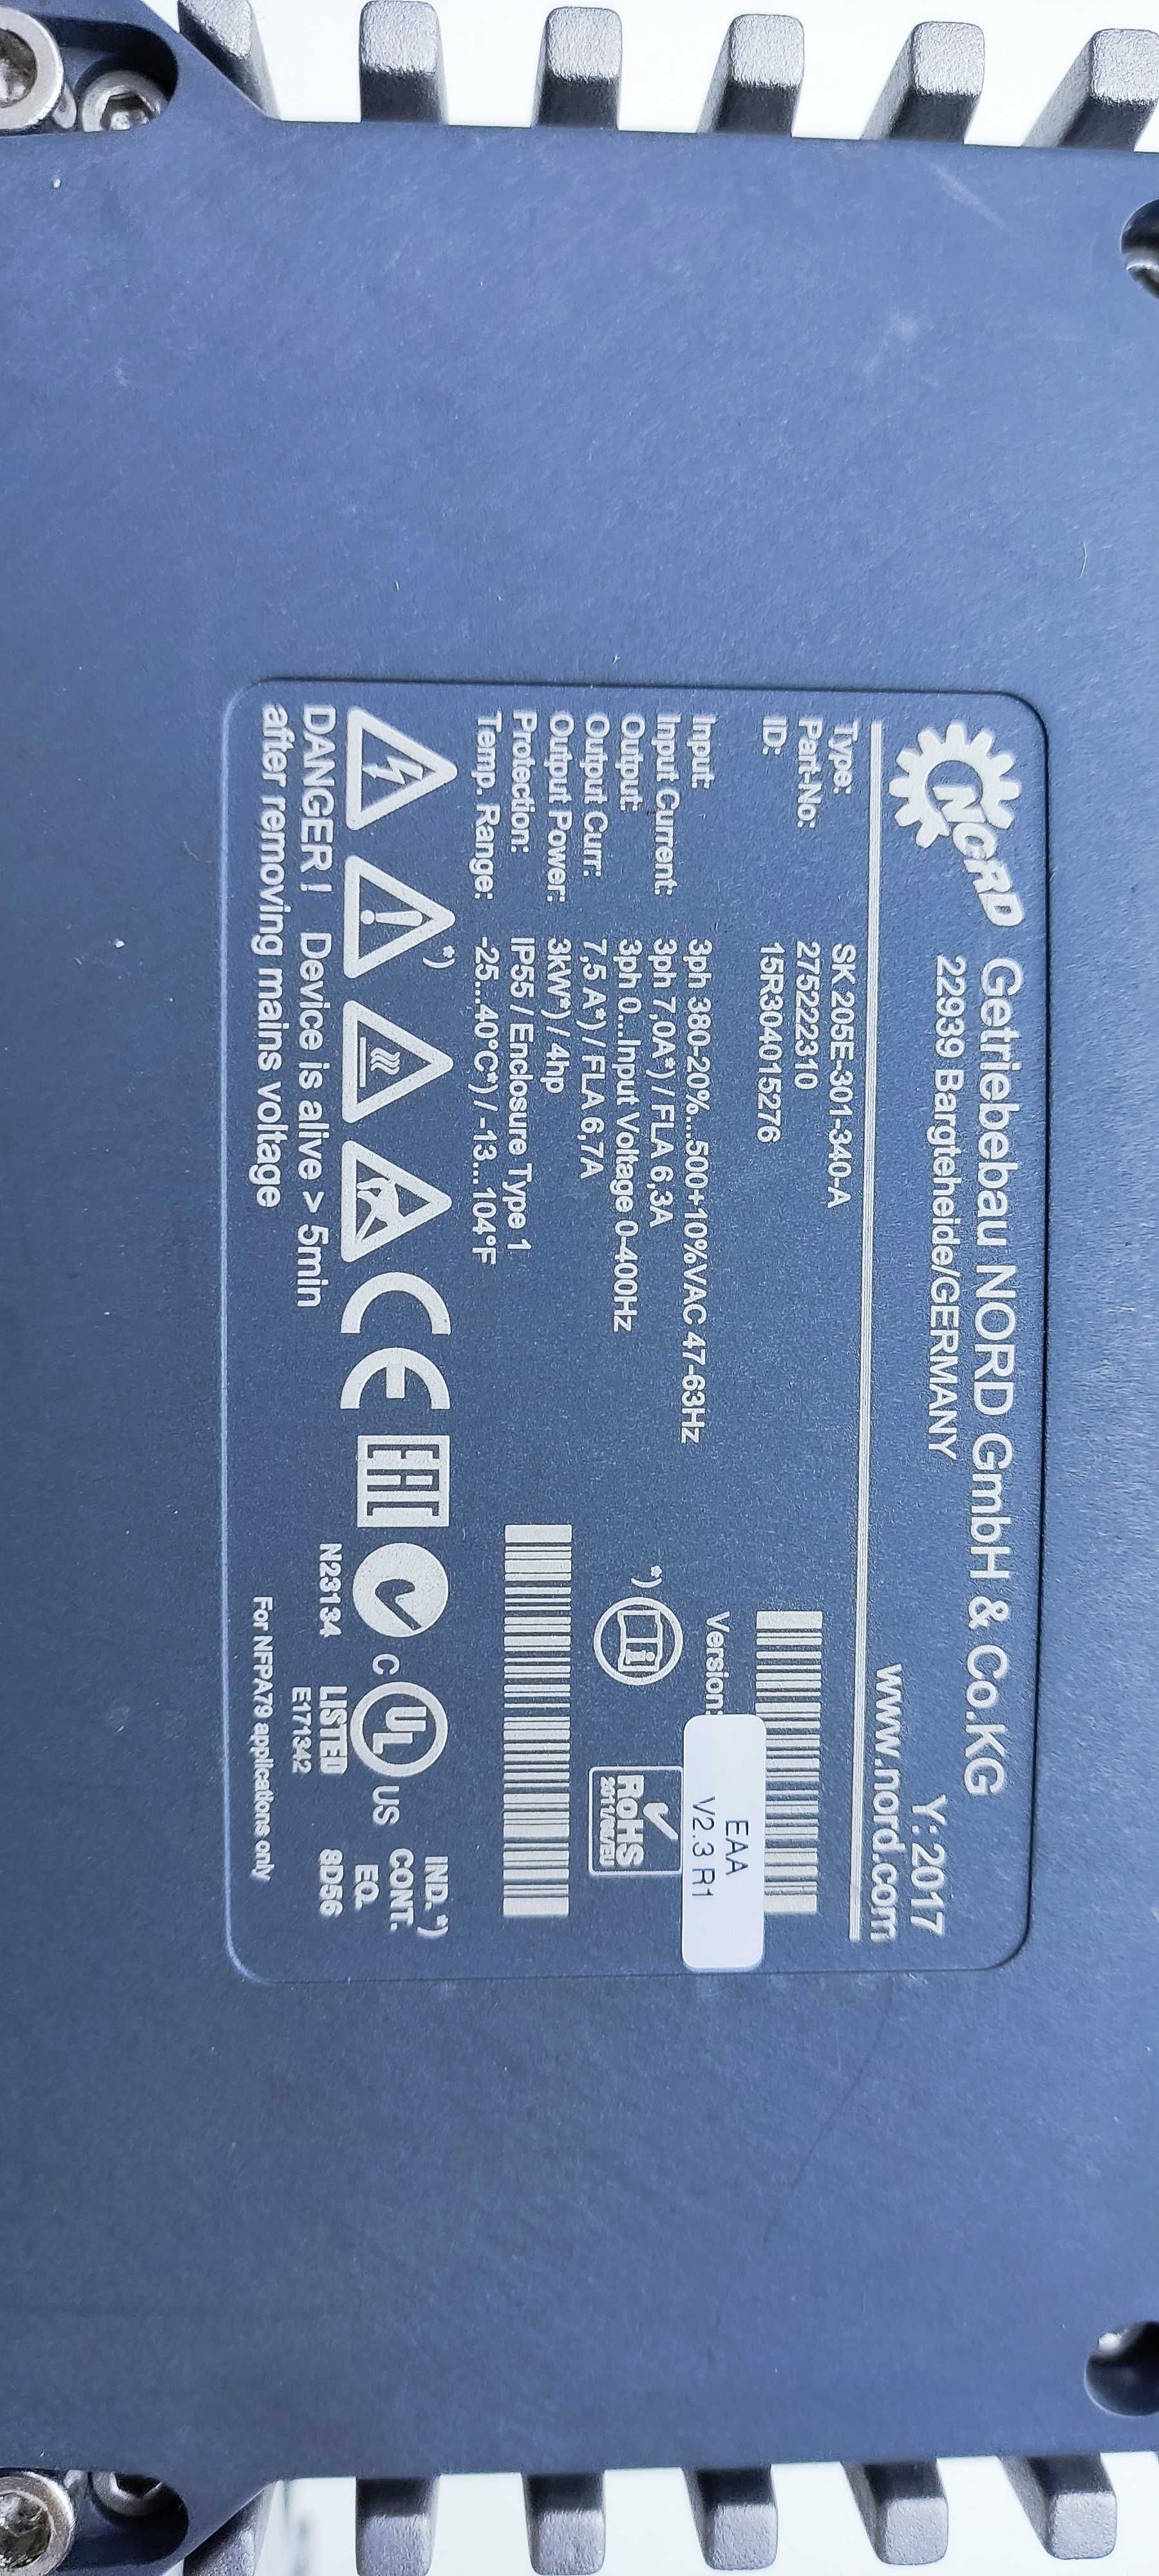 NORD
Getriebebau NORD GmbH & Co.KG
22939 Bargteheide/GERMANY
Y: 2017
www.nord.com
Type: SK 205E-301-340-A
Part-No: 275222310
ID: 15R304015276
EAA
Version: V2.3 R1
Input: 3ph 380-20%...500+10%VAC 47-63Hz
Input Current: 3ph 7,0A*) / FLA 6,3A
Output: 3ph 0...Input Voltage 0-400Hz
Output Curr: 7,5 A*) / FLA 6,7A
Output Power: 3kW*) / 4hp
Protection: IP55 / Enclosure Type 1
Temp. Range: -25...40°C*) / -13...104°F
*)
i
RoHS
2011/65/EU
*)
CE
EAC
N23134
C UL US
LISTED
E171342
IND. *)
CONT.
EQ.
8D56
DANGER ! Device is alive > 5min
after removing mains voltage
For NFPA79 applications only